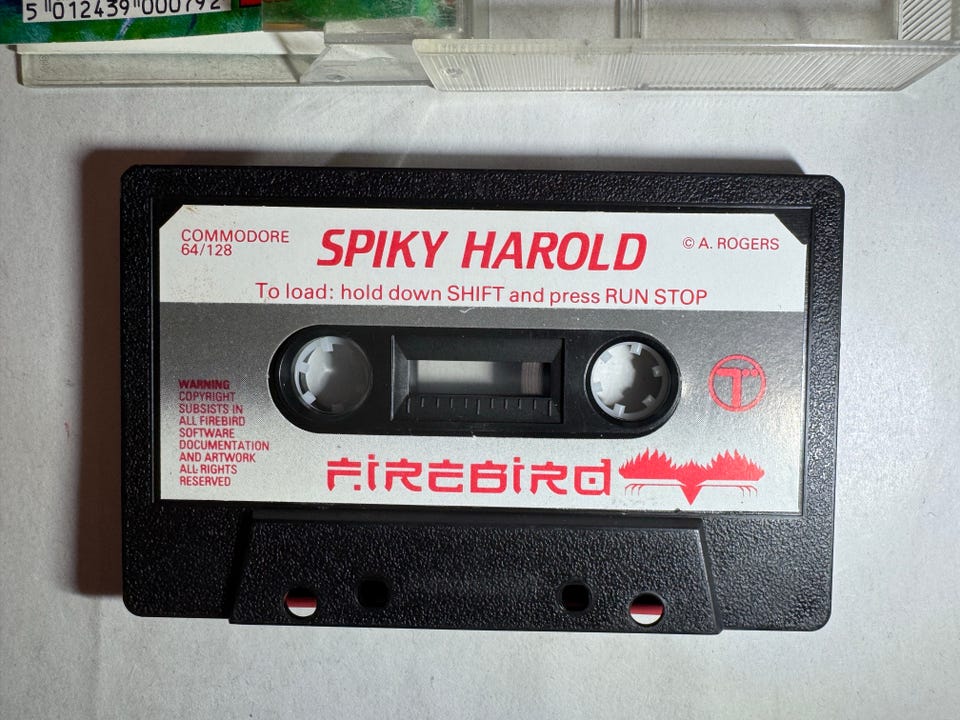 5 "012439"000792"
COMMODORE
64/128
SPIKY HAROLD
© A. ROGERS
To load: hold down SHIFT and press RUN STOP
WARNING
COPYRIGHT
SUBSISTS IN
ALL FIREBIRD
SOFTWARE
DOCUMENTATION
AND ARTWORK
ALL RIGHTS
RESERVED
T
FIREBIRD